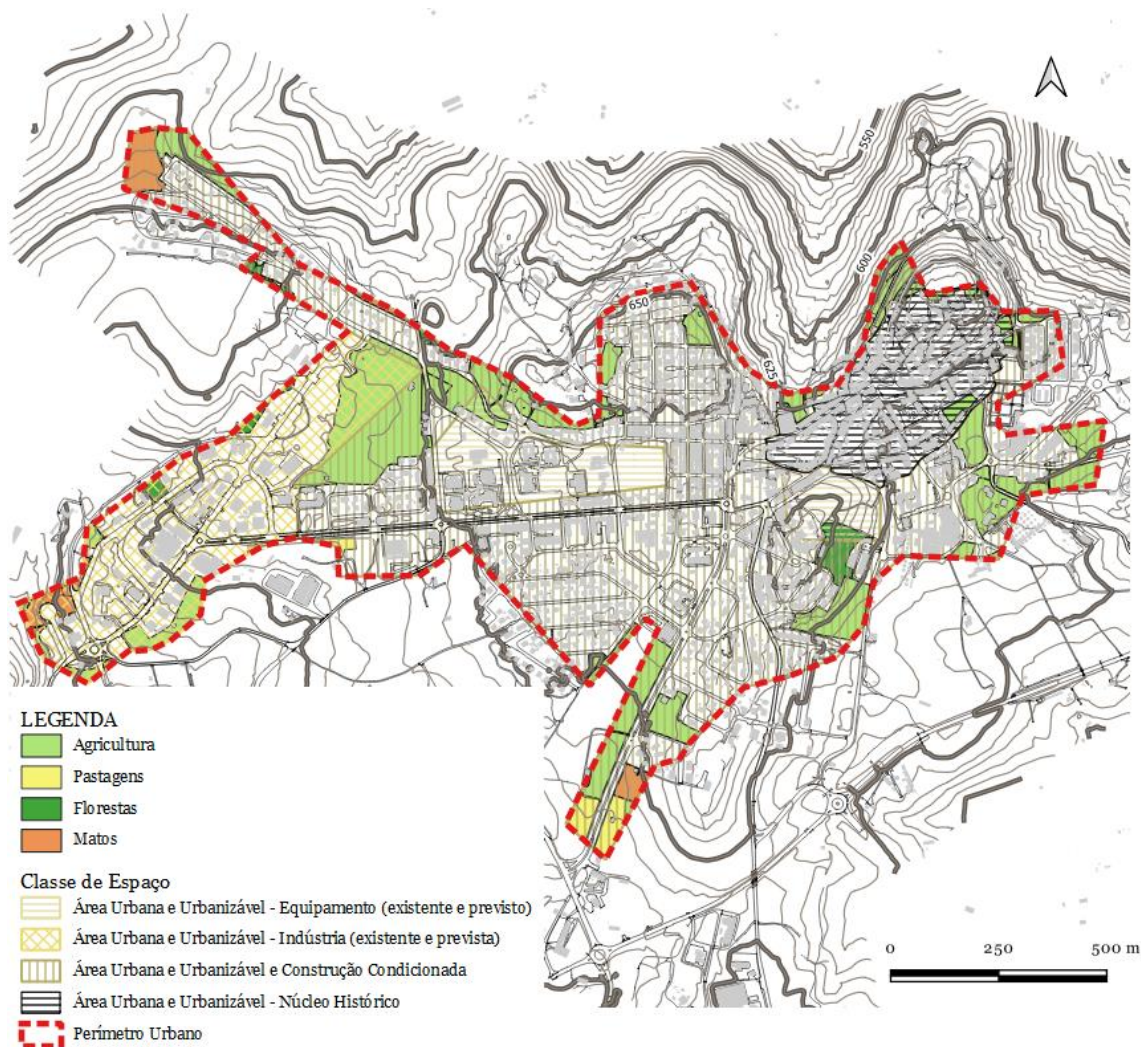 550
600
650
625
LEGENDA
Agricultura
Pastagens
Florestas
Matos
Classe de Espaço
Área Urbana e Urbanizável - Equipamento (existente e previsto)
Área Urbana e Urbanizável - Indústria (existente e prevista)
Área Urbana e Urbanizável e Construção Condicionada
Área Urbana e Urbanizável - Núcleo Histórico
Perímetro Urbano
0 250 500 m